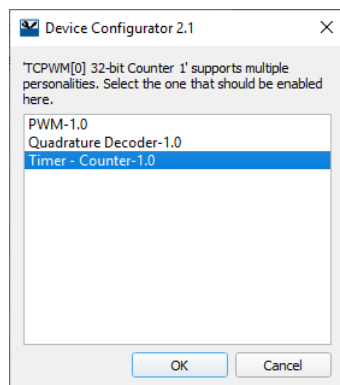 Device Configurator 2.1
'TCPWM[0] 32-bit Counter 1' supports multiple
personalities. Select the one that should be enabled
here.
PWM-1.0
Quadrature Decoder-1.0
Timer - Counter-1.0
OK
Cancel